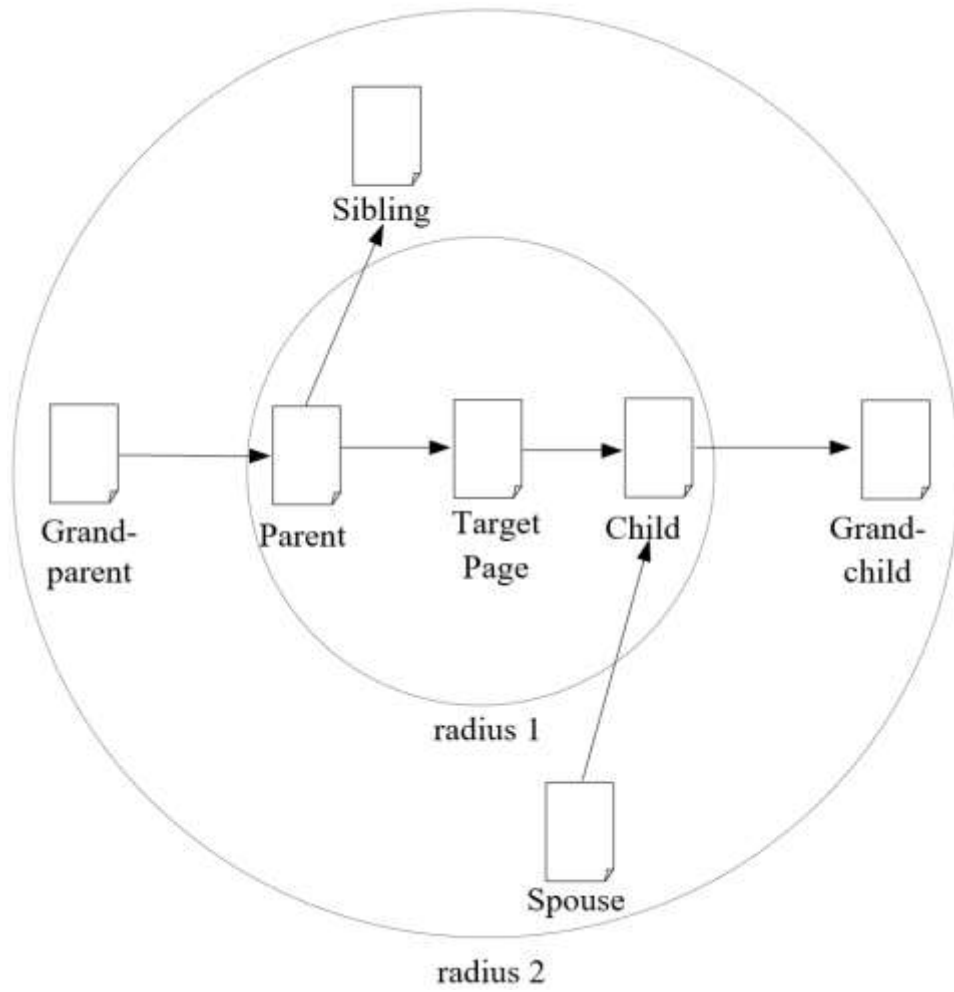 Sibling
Grand-
parent
Parent
Target
Page
Child
Grand-
child
radius 1
Spouse
radius 2